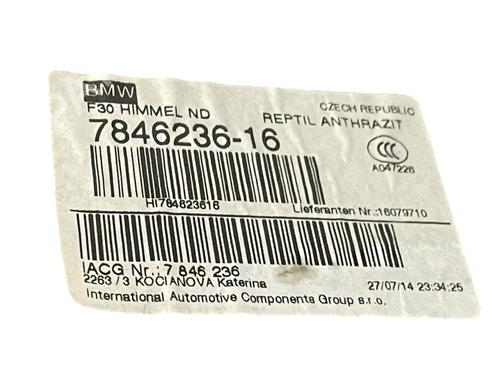 BMW
CZECH REPUBLIC
F30 HIMMEL ND
REPTIL ANTHRAZIT
7846236-16
CCC
A047226
HI784623616
Lieferanten Nr.:16079710
IACG Nr.:7 846 236
2263 / 3 KOCIANOVA Katerina
27/07/14 23:34:25
International Automotive Components Group s.r.o.